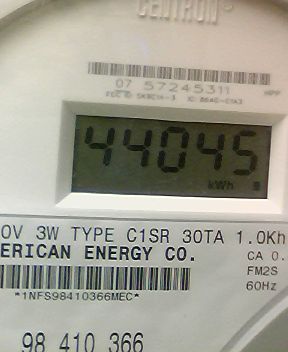 CENTRON®
07 57245311
44045
kWh
0V 3W TYPE C1SR 30TA 1.0Kh
ERICAN ENERGY CO.
CA 0.
FM2S
60Hz
*1NFS98410366MEC*
98 410 366